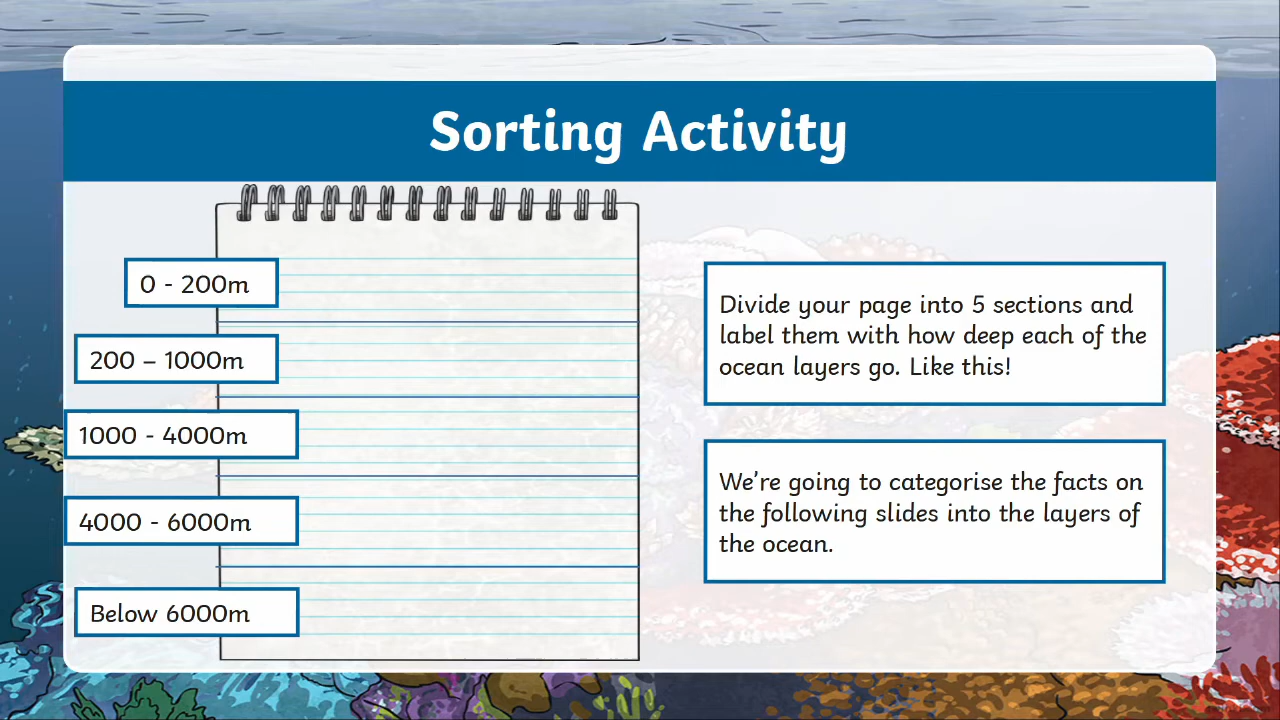 Sorting Activity
0 - 200m
200 – 1000m
1000 - 4000m
4000 - 6000m
Below 6000m
Divide your page into 5 sections and
label them with how deep each of the
ocean layers go. Like this!
We’re going to categorise the facts on
the following slides into the layers of
the ocean.